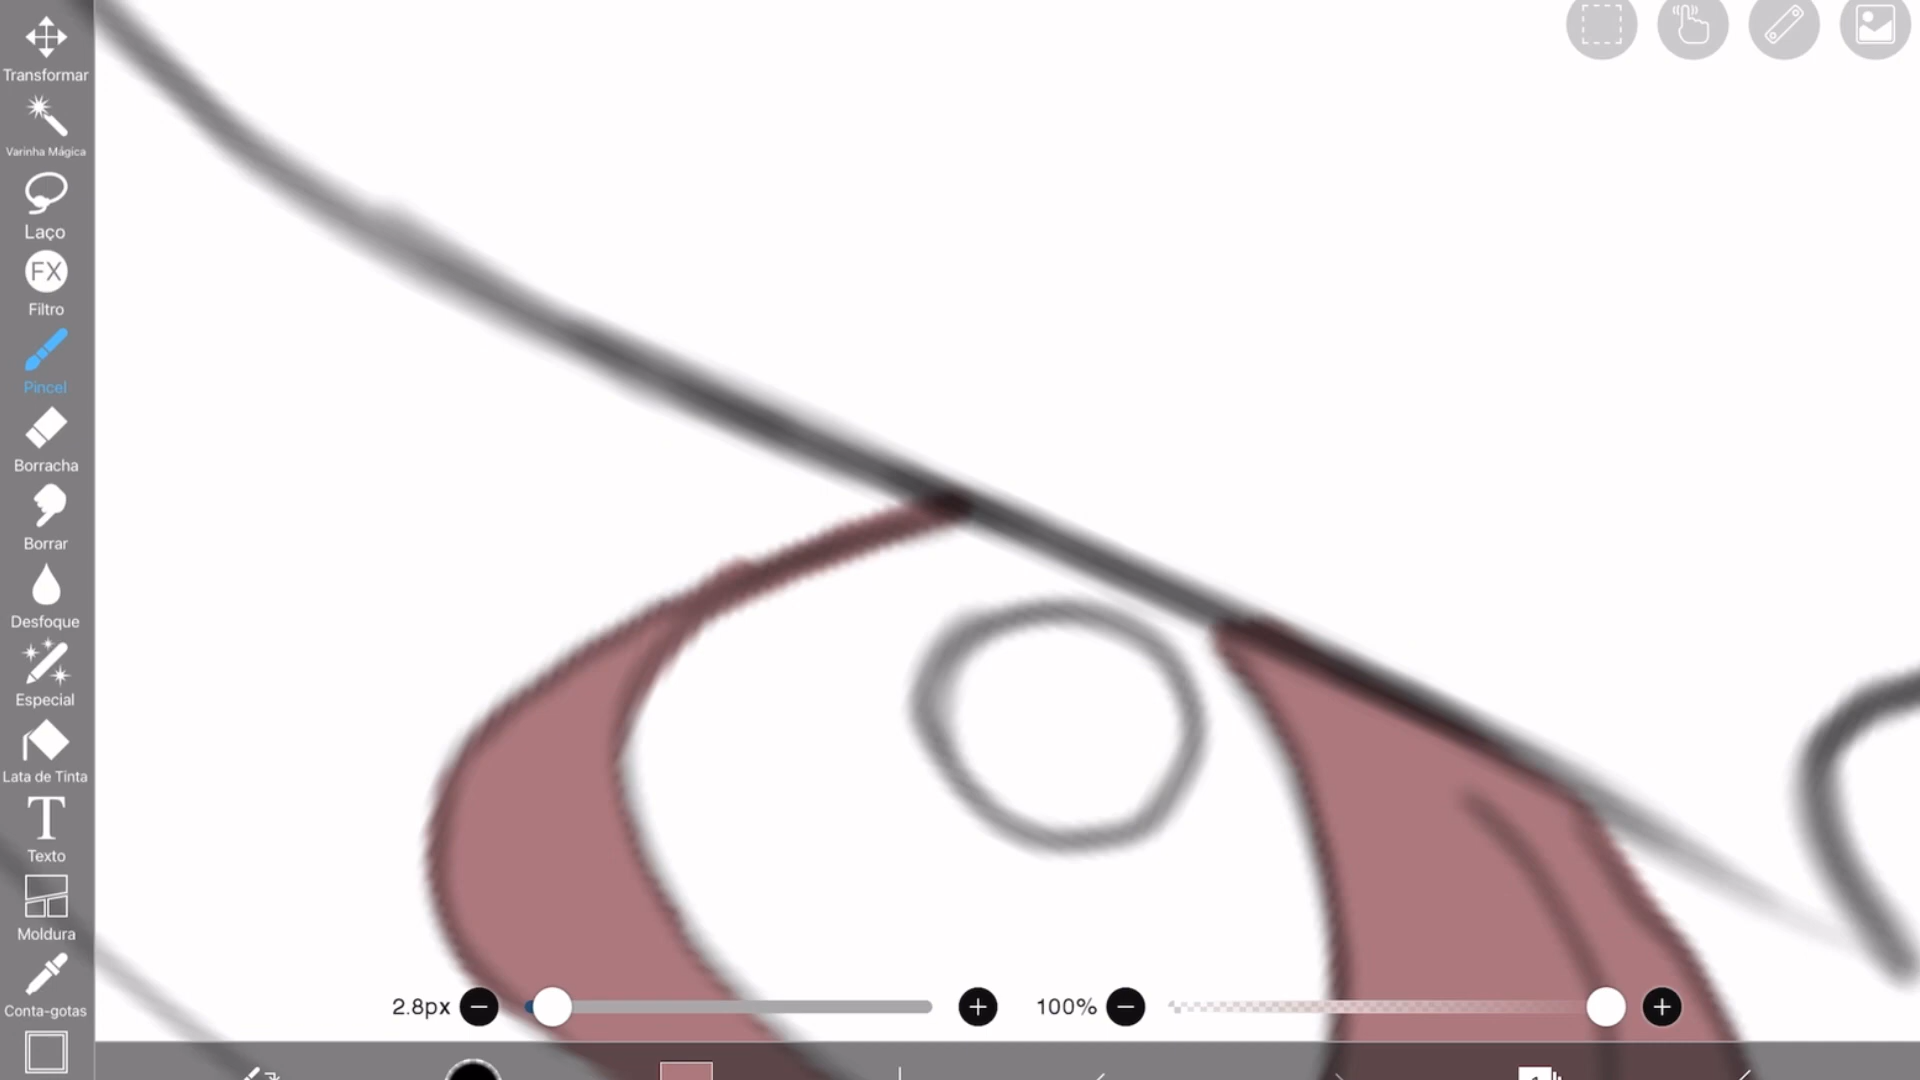 Transformar
Varinha Mágica
Laço
FX
Filtro
Pincel
Borracha
Borrar
Desfoque
Especial
Lata de Tinta
T
Texto
Moldura
Conta-gotas
2.8px
100%